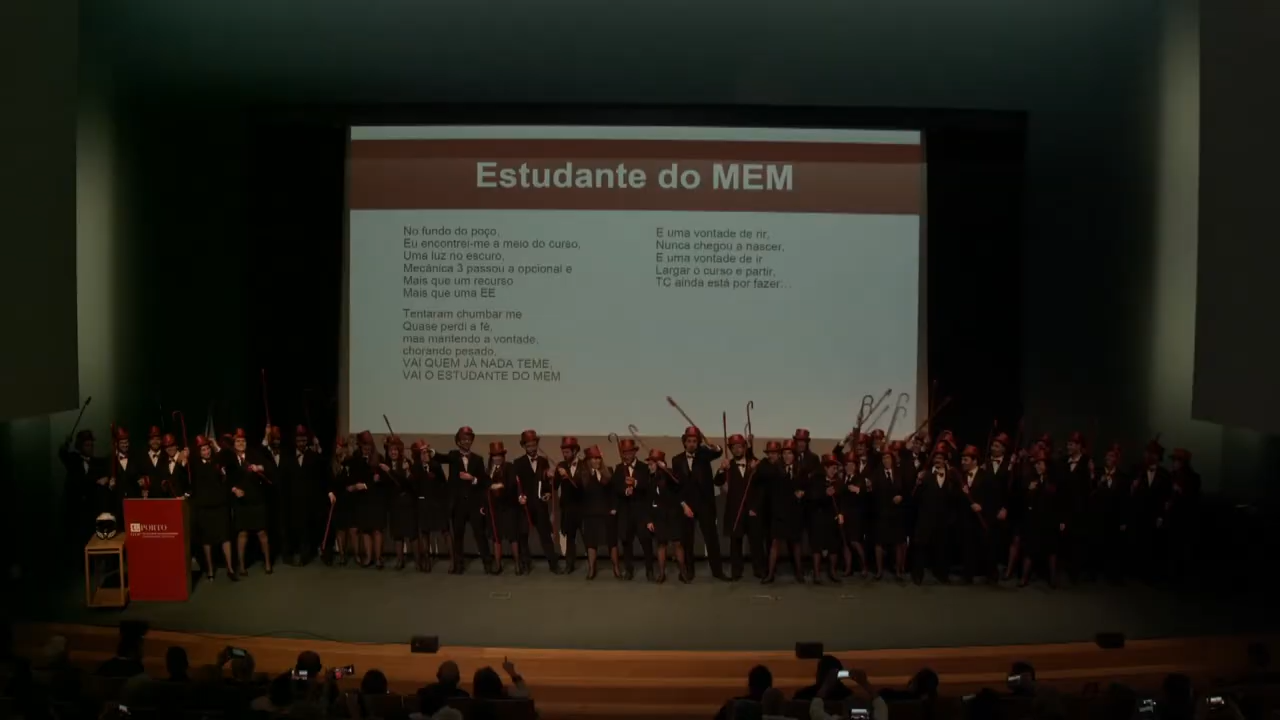 Estudante do MEM
No fundo do poço,
Eu encontrei-me a meio do curso,
Uma luz no escuro,
Mecânica 3 passou a opcional e
Mais que um recurso
Mais que uma EE
Tentaram chumbar me
Quase perdi a fé,
mas mantendo a vontade,
chorando pesado,
VAI QUEM JÁ NADA TEME,
VAI O ESTUDANTE DO MEM
E uma vontade de rir,
Nunca chegou a nascer,
E uma vontade de ir
Largar o curso e partir,
TC ainda está por fazer...
PORTO